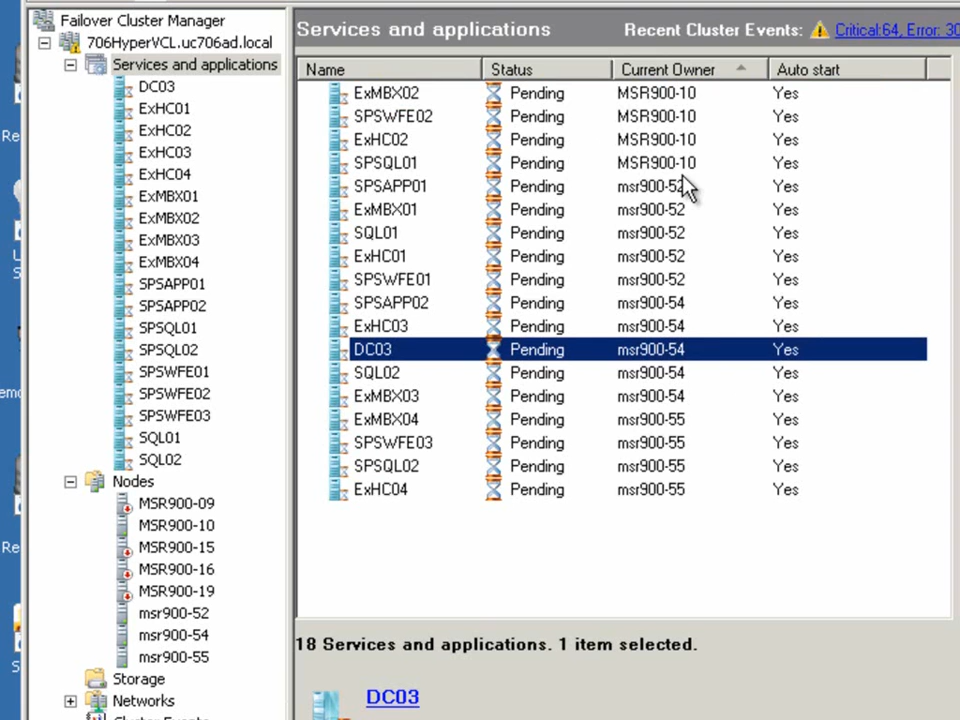 Failover Cluster Manager
706HyperVCL.uc706ad.local
Services and applications
DC03
ExHC01
ExHC02
ExHC03
ExHC04
ExMBX01
ExMBX02
ExMBX03
ExMBX04
SPSAPP01
SPSAPP02
SPSQL01
SPSQL02
SPSWFE01
SPSWFE02
SPSWFE03
SQL01
SQL02
Nodes
MSR900-09
MSR900-10
MSR900-15
MSR900-16
MSR900-19
msr900-52
msr900-54
msr900-55
Storage
Networks
Cluster Events
Services and applications Recent Cluster Events: Critical:64, Error: 30
Name Status Current Owner Auto start
ExMBX02 Pending MSR900-10 Yes
SPSWFE02 Pending MSR900-10 Yes
ExHC02 Pending MSR900-10 Yes
SPSQL01 Pending MSR900-10 Yes
SPSAPP01 Pending msr900-52 Yes
ExMBX01 Pending msr900-52 Yes
SQL01 Pending msr900-52 Yes
ExHC01 Pending msr900-52 Yes
SPSWFE01 Pending msr900-52 Yes
SPSAPP02 Pending msr900-54 Yes
ExHC03 Pending msr900-54 Yes
DC03 Pending msr900-54 Yes
SQL02 Pending msr900-54 Yes
ExMBX03 Pending msr900-54 Yes
ExMBX04 Pending msr900-55 Yes
SPSWFE03 Pending msr900-55 Yes
SPSQL02 Pending msr900-55 Yes
ExHC04 Pending msr900-55 Yes
18 Services and applications. 1 item selected.
DC03